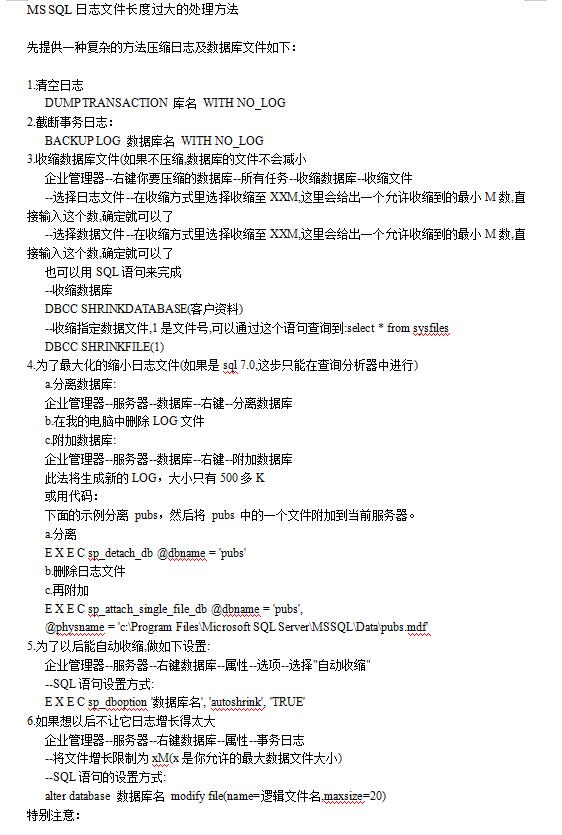 MS SQL 日志文件长度过大的处理方法
先提供一种复杂的方法压缩日志及数据库文件如下：
1.清空日志
DUMP TRANSACTION 库名 WITH NO_LOG
2.截断事务日志：
BACKUP LOG 数据库名 WITH NO_LOG
3.收缩数据库文件(如果不压缩,数据库的文件不会减小
企业管理器--右键你要压缩的数据库--所有任务--收缩数据库--收缩文件
--选择日志文件--在收缩方式里选择收缩至 XXM,这里会给出一个允许收缩到的最小 M 数,直
接输入这个数,确定就可以了
--选择数据文件--在收缩方式里选择收缩至 XXM,这里会给出一个允许收缩到的最小 M 数,直
接输入这个数,确定就可以了
也可以用 SQL 语句来完成
--收缩数据库
DBCC SHRINKDATABASE(客户资料)
--收缩指定数据文件,1 是文件号,可以通过这个语句查询到:select * from sysfiles
DBCC SHRINKFILE(1)
4.为了最大化的缩小日志文件(如果是 sql 7.0,这步只能在查询分析器中进行)
a.分离数据库:
企业管理器--服务器--数据库--右键--分离数据库
b.在我的电脑中删除 LOG 文件
c.附加数据库:
企业管理器--服务器--数据库--右键--附加数据库
此法将生成新的 LOG，大小只有 500 多 K
或用代码：
下面的示例分离 pubs，然后将 pubs 中的一个文件附加到当前服务器。
a.分离
E X E C sp_detach_db @dbname = 'pubs'
b.删除日志文件
c.再附加
E X E C sp_attach_single_file_db @dbname = 'pubs',
@physname = 'c:\Program Files\Microsoft SQL Server\MSSQL\Data\pubs.mdf'
5.为了以后能自动收缩,做如下设置:
企业管理器--服务器--右键数据库--属性--选项--选择"自动收缩"
--SQL 语句设置方式:
E X E C sp_dboption '数据库名', 'autoshrink', 'TRUE'
6.如果想以后不让它日志增长得太大
企业管理器--服务器--右键数据库--属性--事务日志
--将文件增长限制为 xM(x 是你允许的最大数据文件大小)
--SQL 语句的设置方式:
alter database 数据库名 modify file(name=逻辑文件名,maxsize=20)
特别注意：